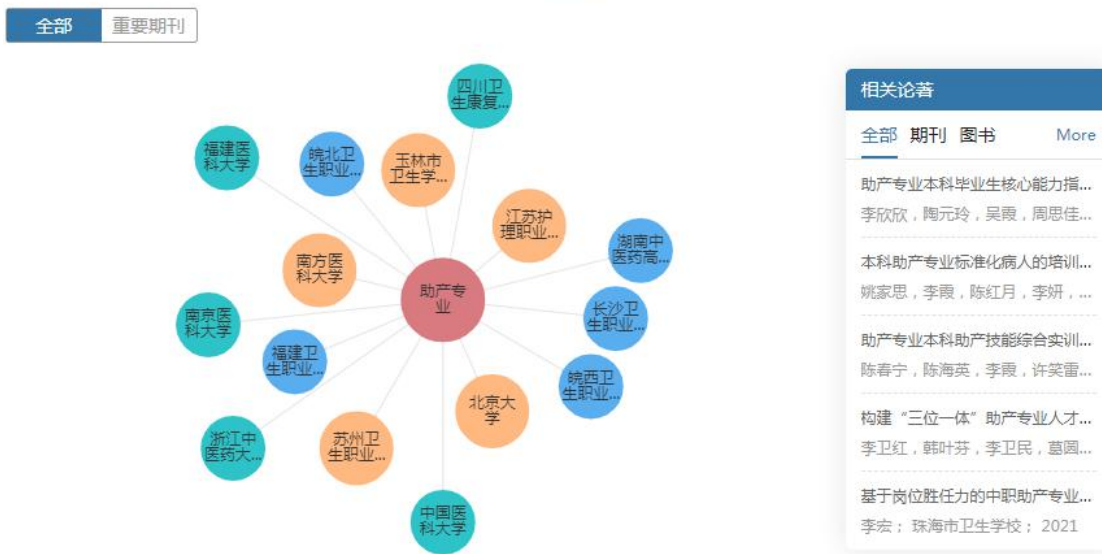 全部 重要期刊
四川卫
生康复...
福建医
科大学
皖北卫
生职业...
玉林市
卫生学...
江苏护
理职业...
湖南中
医药高...
南方医
科大学
助产专
业
南京医
科大学
长沙卫
生职业...
福建卫
生职业...
皖西卫
生职业...
北京大
学
浙江中
医药大...
苏州卫
生职业...
中国医
科大学
相关论著
全部 期刊 图书 More
助产专业本科毕业生核心能力指...
李欣欣，陶元玲，吴霞，周思佳...
本科助产专业标准化病人的培训...
姚家思，李霞，陈红月，李妍，...
助产专业本科助产技能综合实训...
陈春宁，陈海英，李霞，许笑雷...
构建“三位一体”助产专业人才...
李卫红，韩叶芬，李卫民，葛圆...
基于岗位胜任力的中职助产专业...
李宏； 珠海市卫生学校； 2021